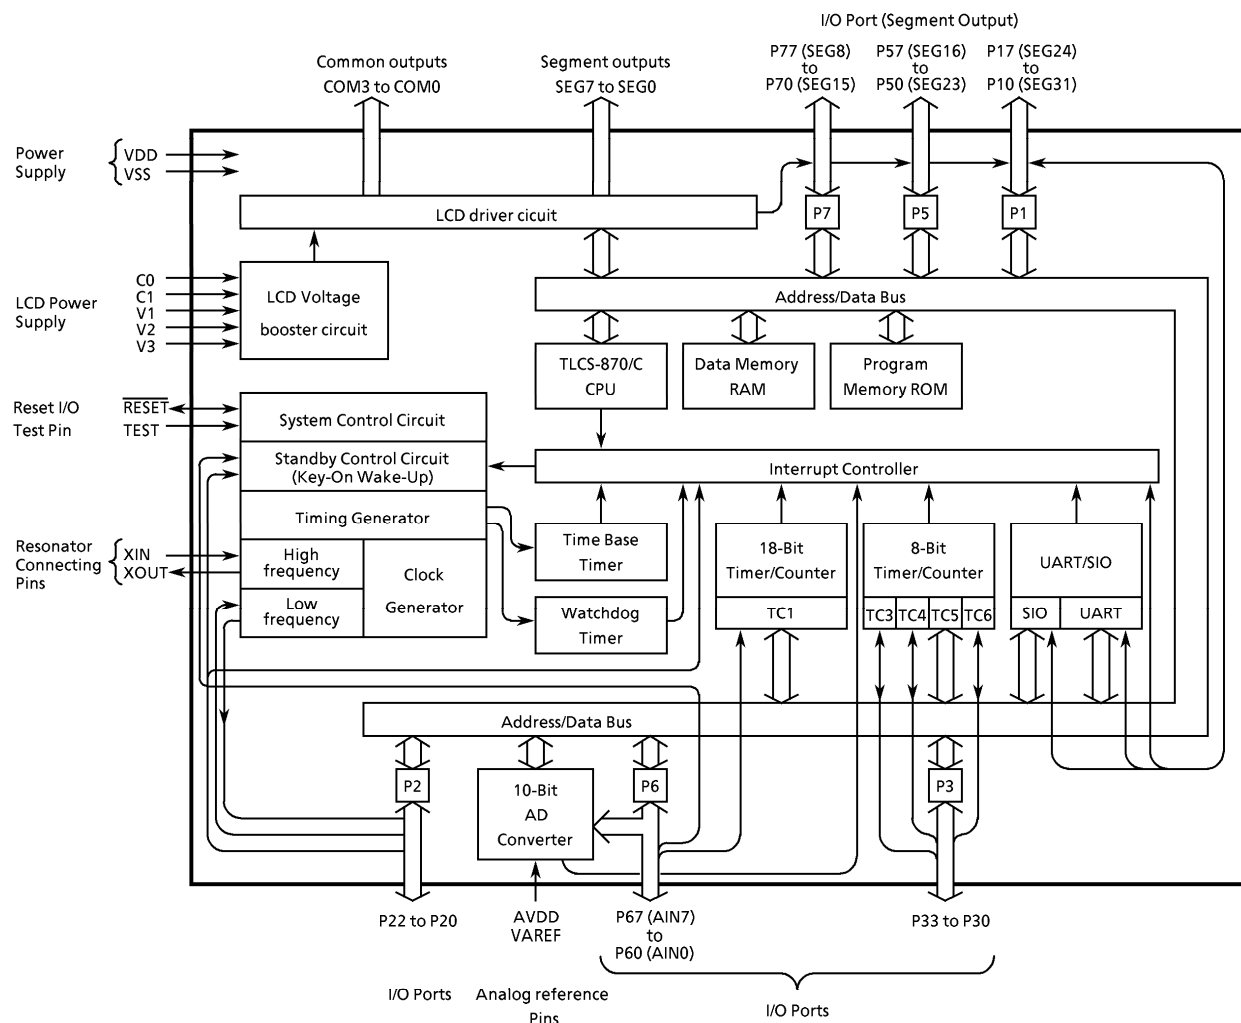 I/O Port (Segment Output)
Common outputs
COM3 to COM0
Segment outputs
SEG7 to SEG0
P77 (SEG8)
to
P70 (SEG15)
P57 (SEG16)
to
P50 (SEG23)
P17 (SEG24)
to
P10 (SEG31)
Power
Supply
VDD
VSS
LCD driver cicuit
P7
P5
P1
LCD Power
Supply
C0
C1
V1
V2
V3
LCD Voltage
booster circuit
Address/Data Bus
TLCS-870/C
CPU
Data Memory
RAM
Program
Memory ROM
Reset I/O
RESET
Test Pin
TEST
System Control Circuit
Standby Control Circuit
(Key-On Wake-Up)
Interrupt Controller
Timing Generator
Resonator
Connecting
Pins
XIN
XOUT
High
frequency
Low
frequency
Clock
Generator
Time Base
Timer
Watchdog
Timer
18-Bit
Timer/Counter
TC1
8-Bit
Timer/Counter
TC3
TC4
TC5
TC6
UART/SIO
SIO
UART
Address/Data Bus
P2
10-Bit
AD
Converter
P6
P3
P22 to P20
AVDD
VAREF
P67 (AIN7)
to
P60 (AIN0)
P33 to P30
I/O Ports
Analog reference
Pins
I/O Ports